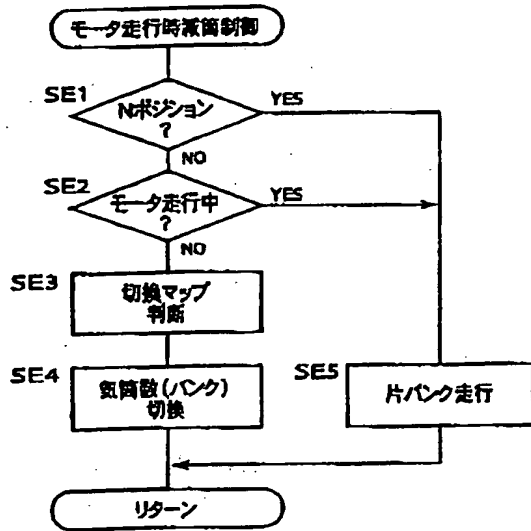 モータ走行時減筒制御
SE1
Nポジション
?
YES
NO
SE2
モータ走行中
?
YES
NO
SE3
切換マップ
判断
SE4
気筒数(バンク)
切換
SE5
片バンク走行
リターン